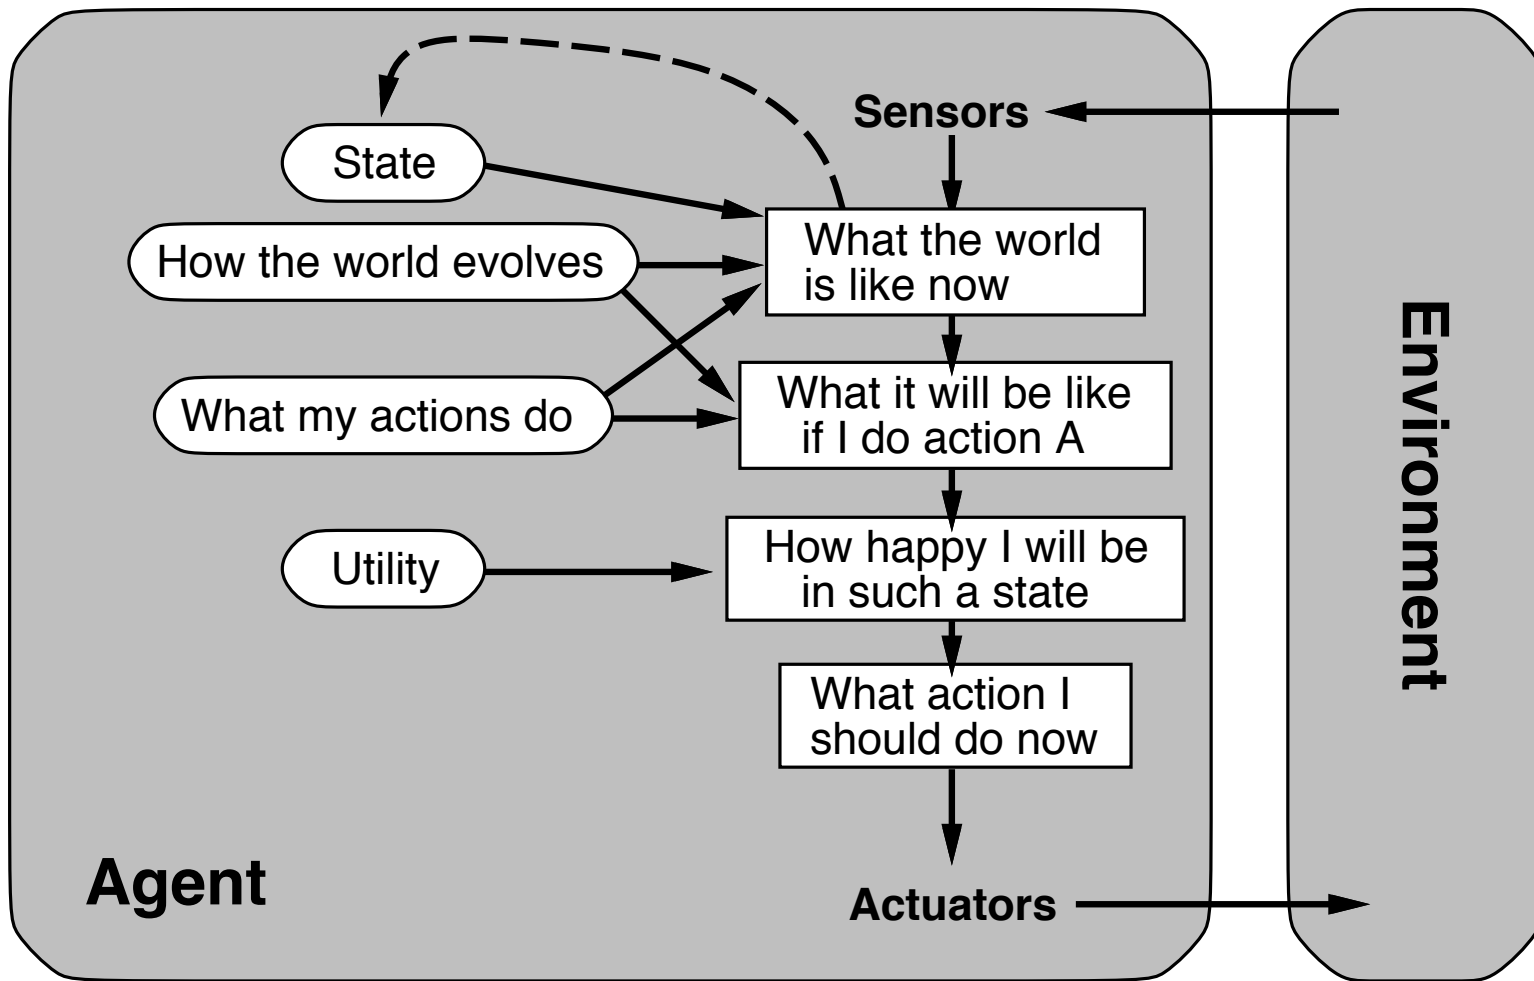 Sensors
State
What the world
is like now
How the world evolves
What it will be like
if I do action A
What my actions do
How happy I will be
in such a state
Utility
What action I
should do now
Agent
Actuators
Environment